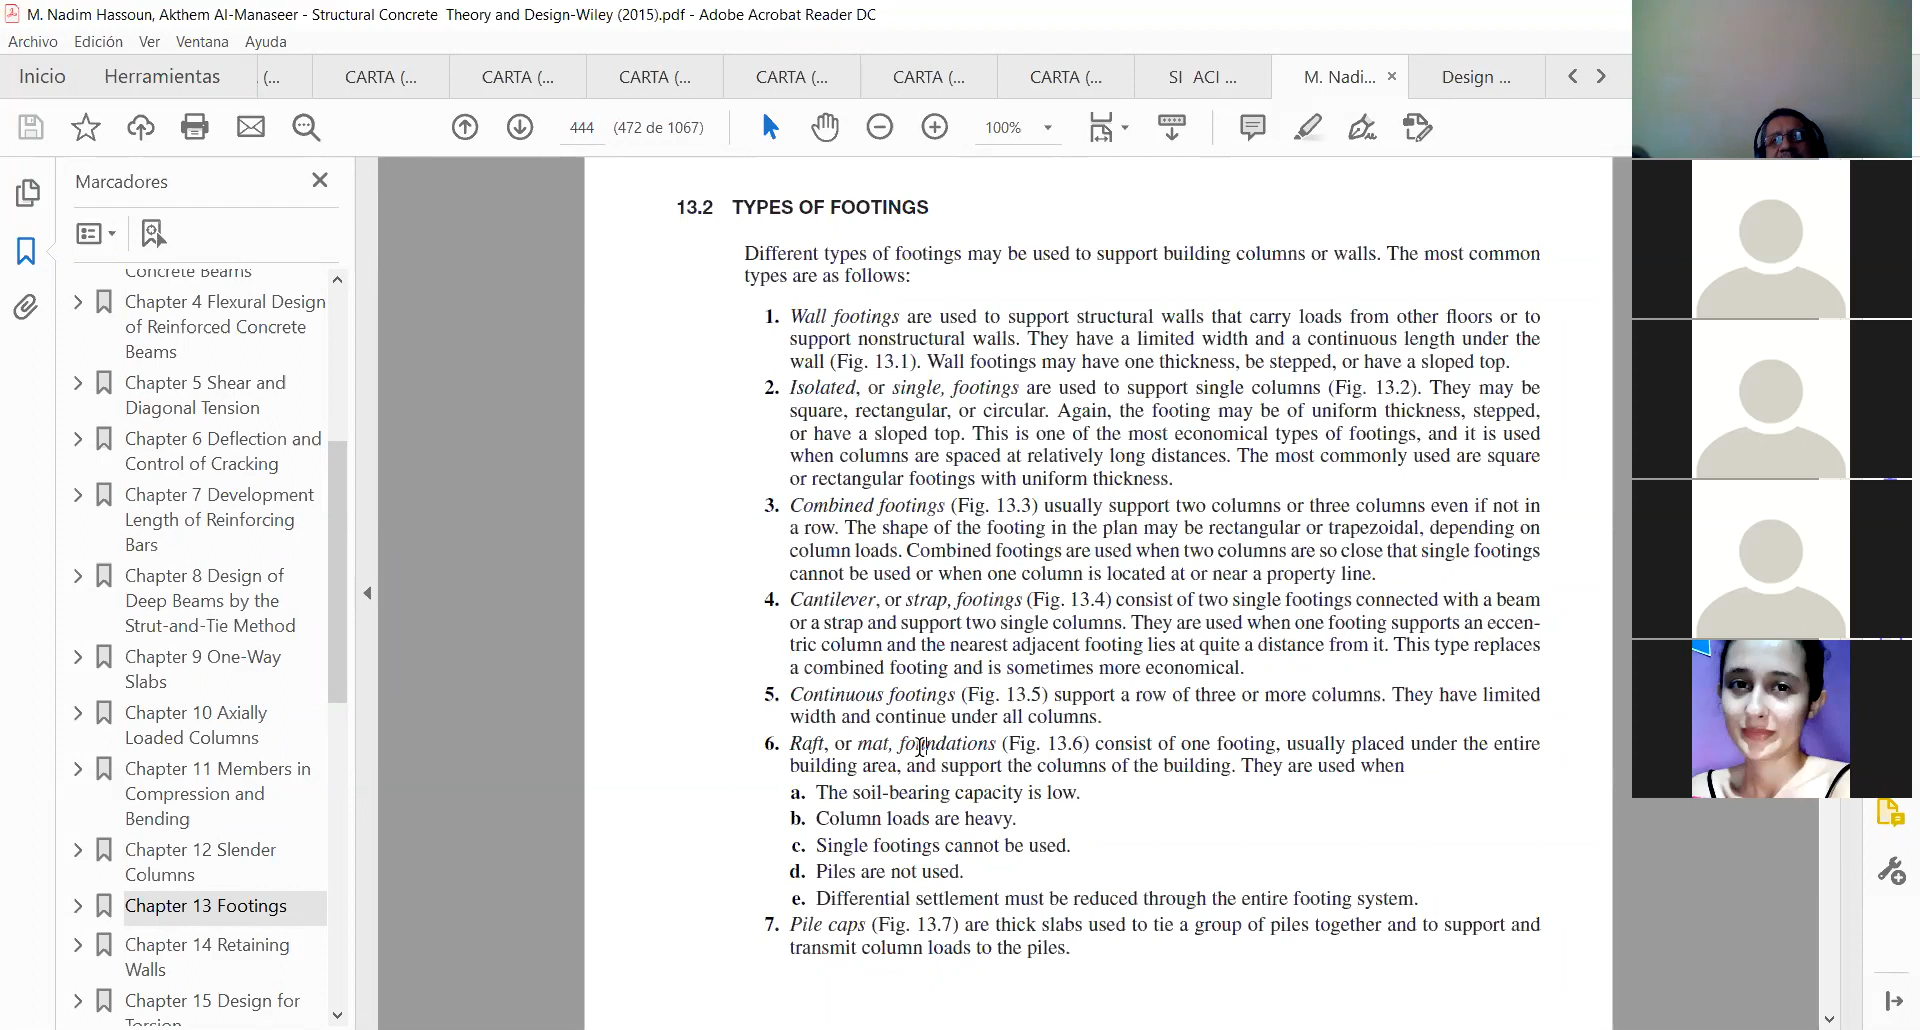 M. Nadim Hassoun, Akthem Al-Manaseer - Structural Concrete Theory and Design-Wiley (2015).pdf - Adobe Acrobat Reader DC
Archivo Edición Ver Ventana Ayuda
Inicio Herramientas (... CARTA (... CARTA (... CARTA (... CARTA (... CARTA (... CARTA (... SI ACI ... M. Nadi... × Design ...
444 (472 de 1067) 100%
Marcadores
Concrete Beams
Chapter 4 Flexural Design
of Reinforced Concrete
Beams
Chapter 5 Shear and
Diagonal Tension
Chapter 6 Deflection and
Control of Cracking
Chapter 7 Development
Length of Reinforcing
Bars
Chapter 8 Design of
Deep Beams by the
Strut-and-Tie Method
Chapter 9 One-Way
Slabs
Chapter 10 Axially
Loaded Columns
Chapter 11 Members in
Compression and
Bending
Chapter 12 Slender
Columns
Chapter 13 Footings
Chapter 14 Retaining
Walls
Chapter 15 Design for
Torsion
13.2 TYPES OF FOOTINGS
Different types of footings may be used to support building columns or walls. The most common
types are as follows:
1. Wall footings are used to support structural walls that carry loads from other floors or to
support nonstructural walls. They have a limited width and a continuous length under the
wall (Fig. 13.1). Wall footings may have one thickness, be stepped, or have a sloped top.
2. Isolated, or single, footings are used to support single columns (Fig. 13.2). They may be
square, rectangular, or circular. Again, the footing may be of uniform thickness, stepped,
or have a sloped top. This is one of the most economical types of footings, and it is used
when columns are spaced at relatively long distances. The most commonly used are square
or rectangular footings with uniform thickness.
3. Combined footings (Fig. 13.3) usually support two columns or three columns even if not in
a row. The shape of the footing in the plan may be rectangular or trapezoidal, depending on
column loads. Combined footings are used when two columns are so close that single footings
cannot be used or when one column is located at or near a property line.
4. Cantilever, or strap, footings (Fig. 13.4) consist of two single footings connected with a beam
or a strap and support two single columns. They are used when one footing supports an eccen-
tric column and the nearest adjacent footing lies at quite a distance from it. This type replaces
a combined footing and is sometimes more economical.
5. Continuous footings (Fig. 13.5) support a row of three or more columns. They have limited
width and continue under all columns.
6. Raft, or mat, foundations (Fig. 13.6) consist of one footing, usually placed under the entire
building area, and support the columns of the building. They are used when
a. The soil-bearing capacity is low.
b. Column loads are heavy.
c. Single footings cannot be used.
d. Piles are not used.
e. Differential settlement must be reduced through the entire footing system.
7. Pile caps (Fig. 13.7) are thick slabs used to tie a group of piles together and to support and
transmit column loads to the piles.